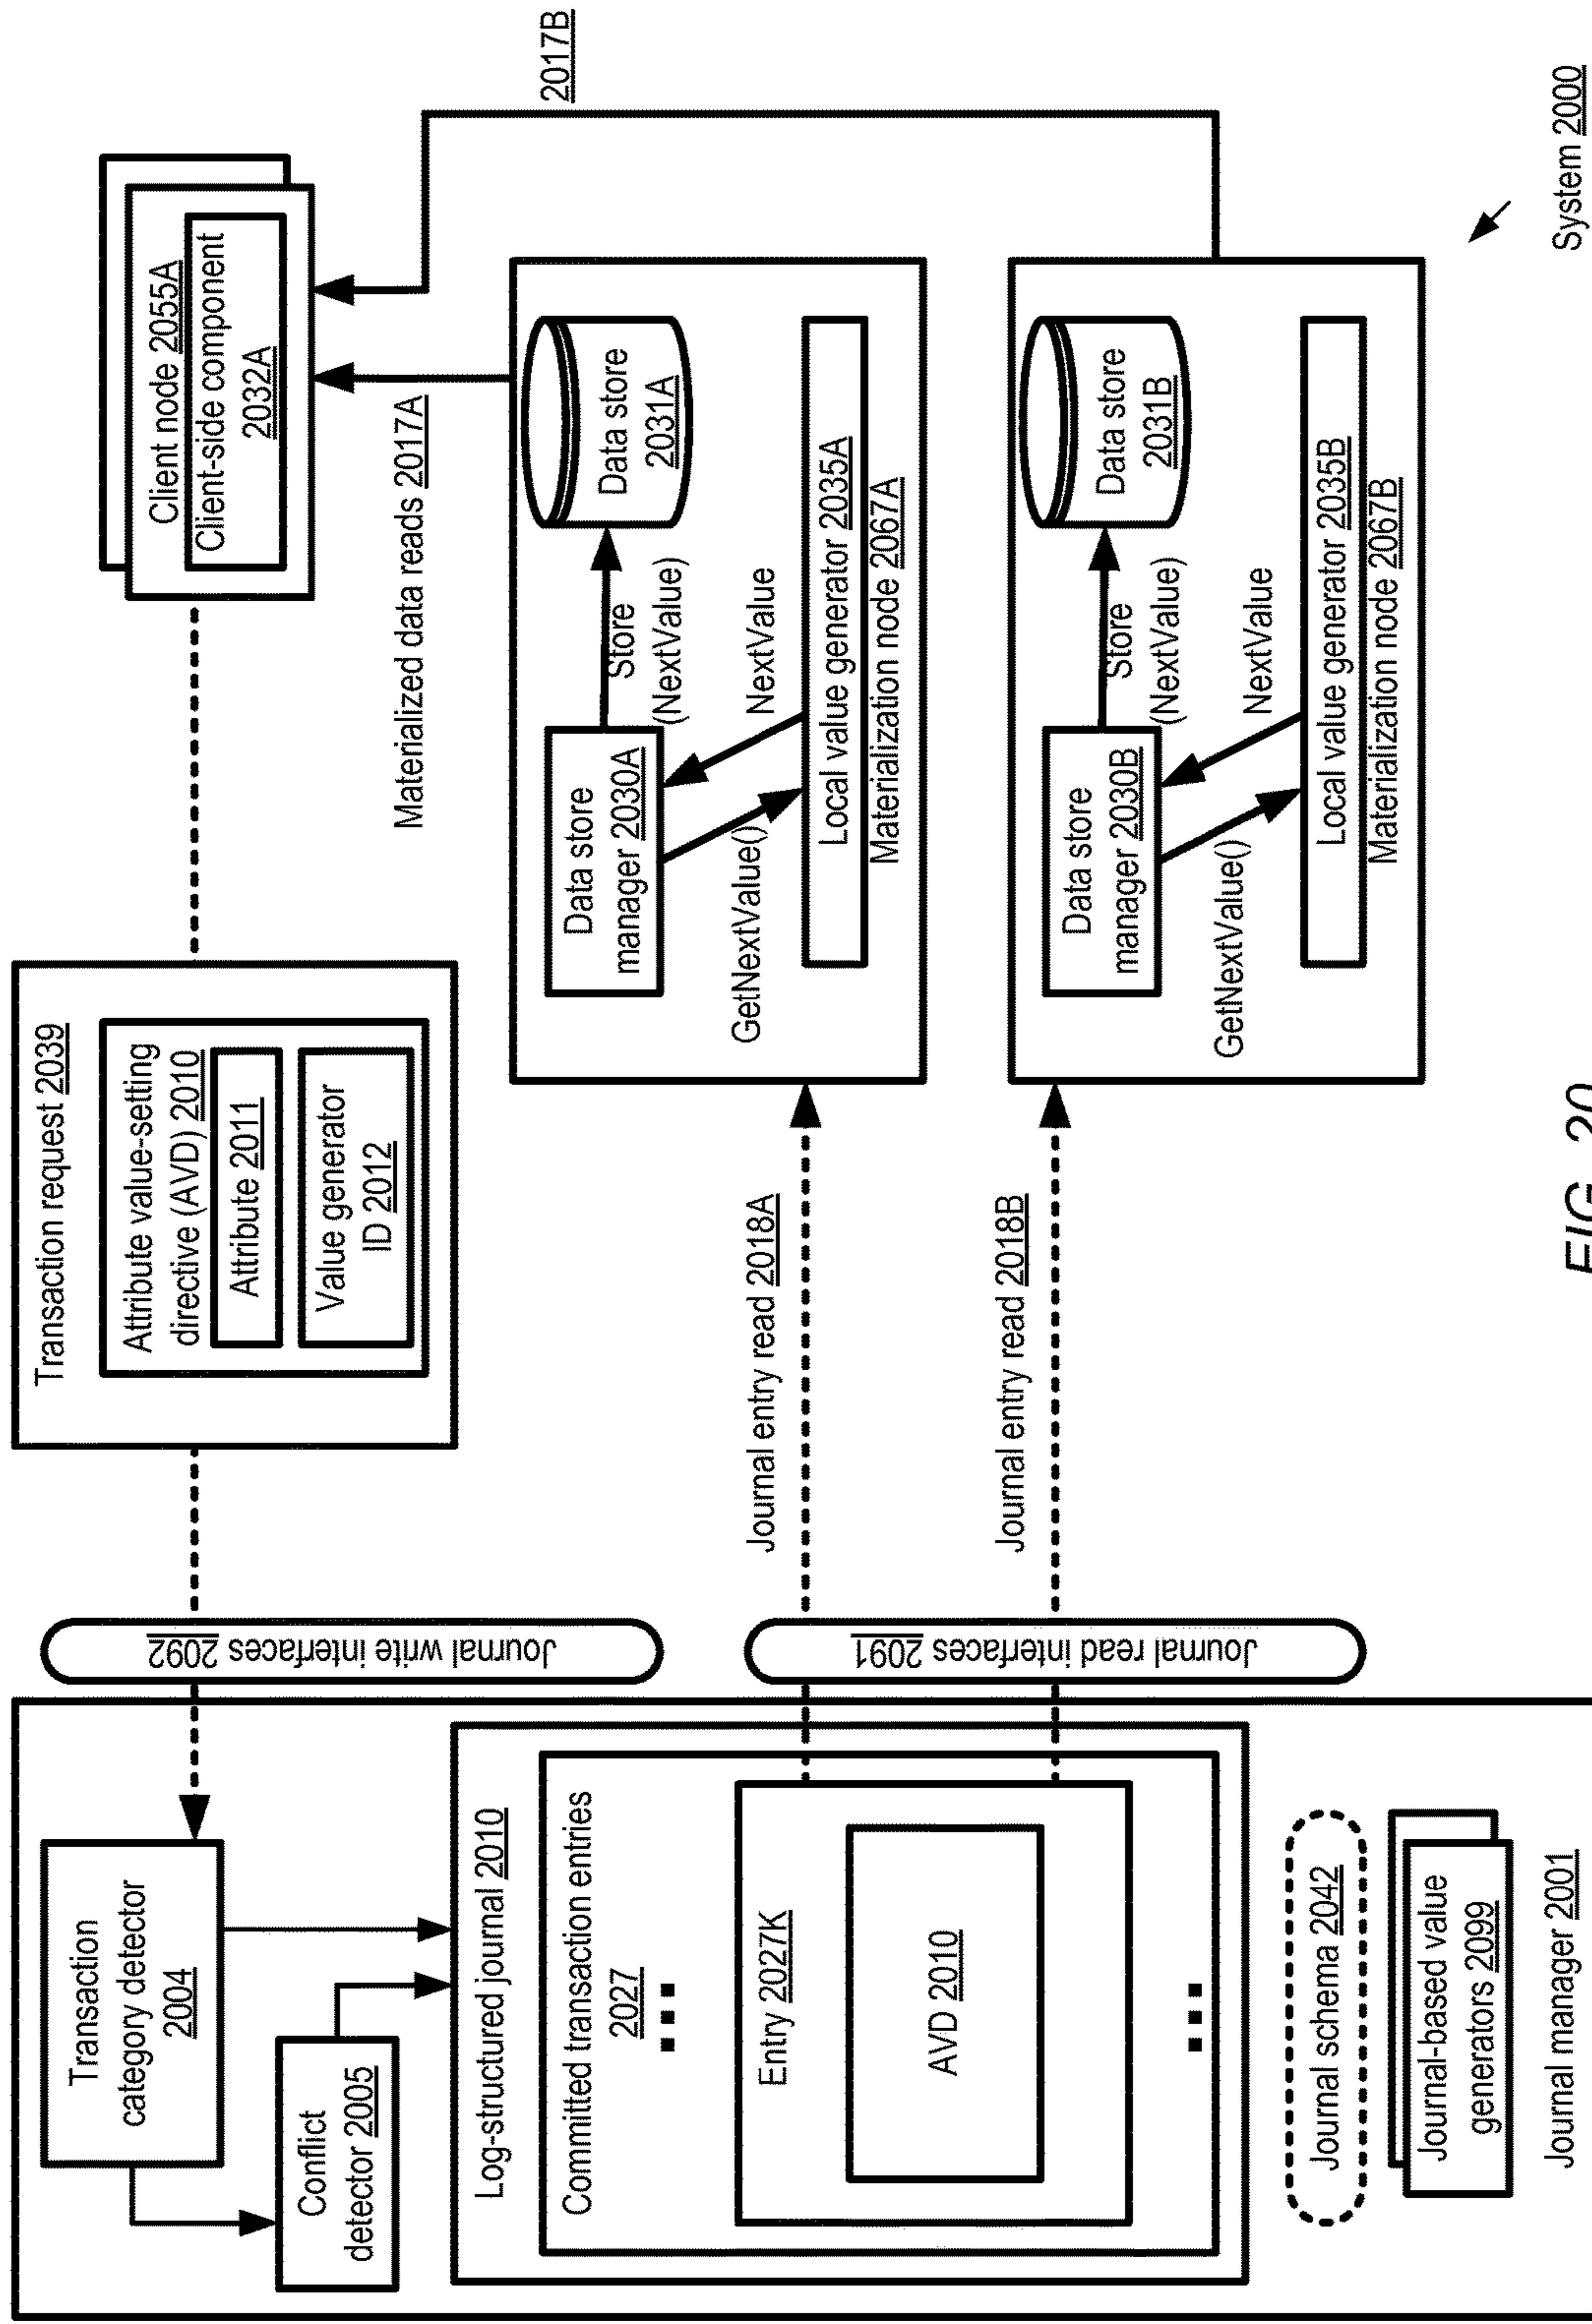 Transaction
category detector
2004
Conflict
detector 2005
Log-structured journal 2010
Committed transaction entries
2027
Entry 2027K
AVD 2010
Journal schema 2042
Journal-based value
generators 2099
Journal manager 2001
Journal write interfaces 2092
Journal read interfaces 2091
Transaction request 2039
Attribute value-setting
directive (AVD) 2010
Attribute 2011
Value generator
ID 2012
Journal entry read 2018A
Journal entry read 2018B
Client node 2055A
Client-side component
2032A
Materialized data reads 2017A
2017B
Data store
manager 2030A
Store
(NextValue)
Data store
2031A
GetNextValue()
NextValue
Local value generator 2035A
Materialization node 2067A
Data store
manager 2030B
Store
(NextValue)
Data store
2031B
GetNextValue()
NextValue
Local value generator 2035B
Materialization node 2067B
System 2000
FIG. 20